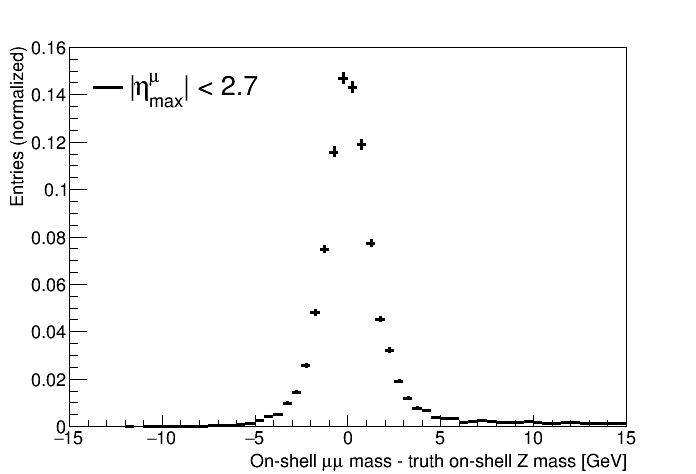 Entries (normalized)
0.16
0.14
0.12
0.1
0.08
0.06
0.04
0.02
0
|η^μ_max| < 2.7
−15 −10 −5 0 5 10 15
On-shell μμ mass - truth on-shell Z mass [GeV]